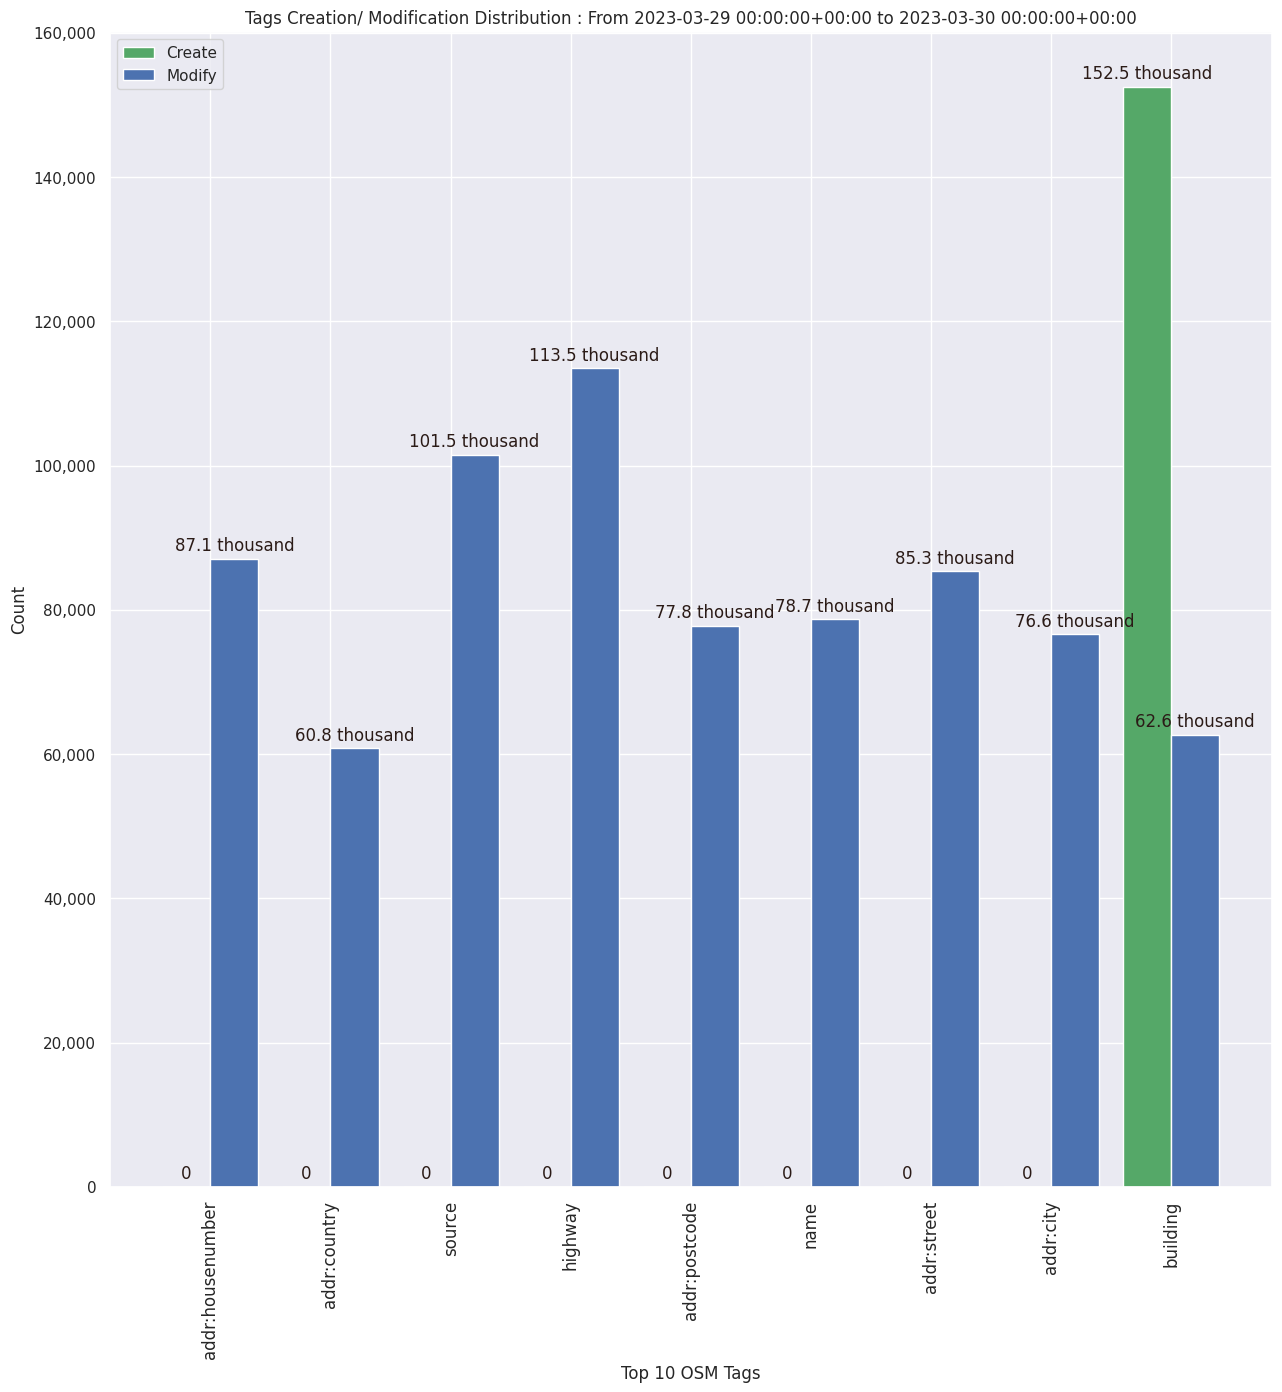 Tags Creation/ Modification Distribution : From 2023-03-29 00:00:00+00:00 to 2023-03-30 00:00:00+00:00
Create
Modify
160,000
140,000
120,000
100,000
80,000
60,000
40,000
20,000
0
Count
152.5 thousand
113.5 thousand
101.5 thousand
87.1 thousand
85.3 thousand
77.8 thousand
78.7 thousand
76.6 thousand
60.8 thousand
62.6 thousand
0
0
0
0
0
0
0
0
addr:housenumber
addr:country
source
highway
addr:postcode
name
addr:street
addr:city
building
Top 10 OSM Tags